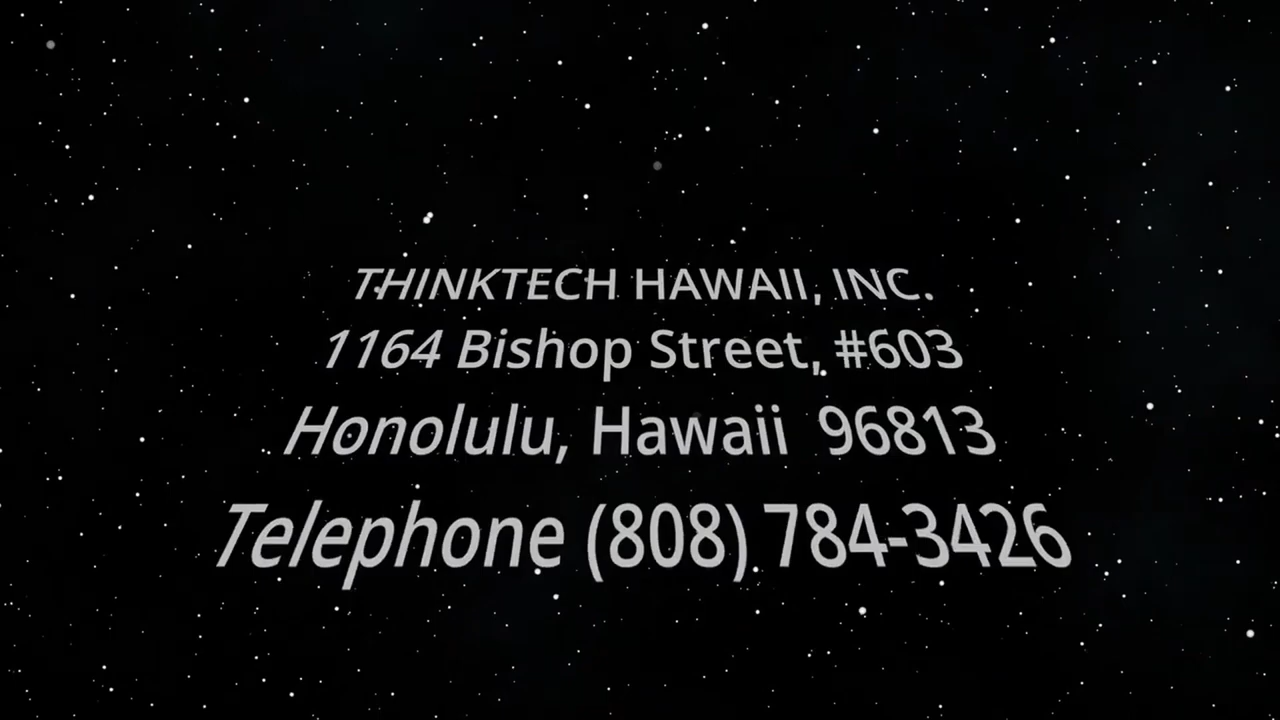 THINKTECH HAWAII, INC.
1164 Bishop Street, #603
Honolulu, Hawaii  96813
Telephone (808) 784-3426